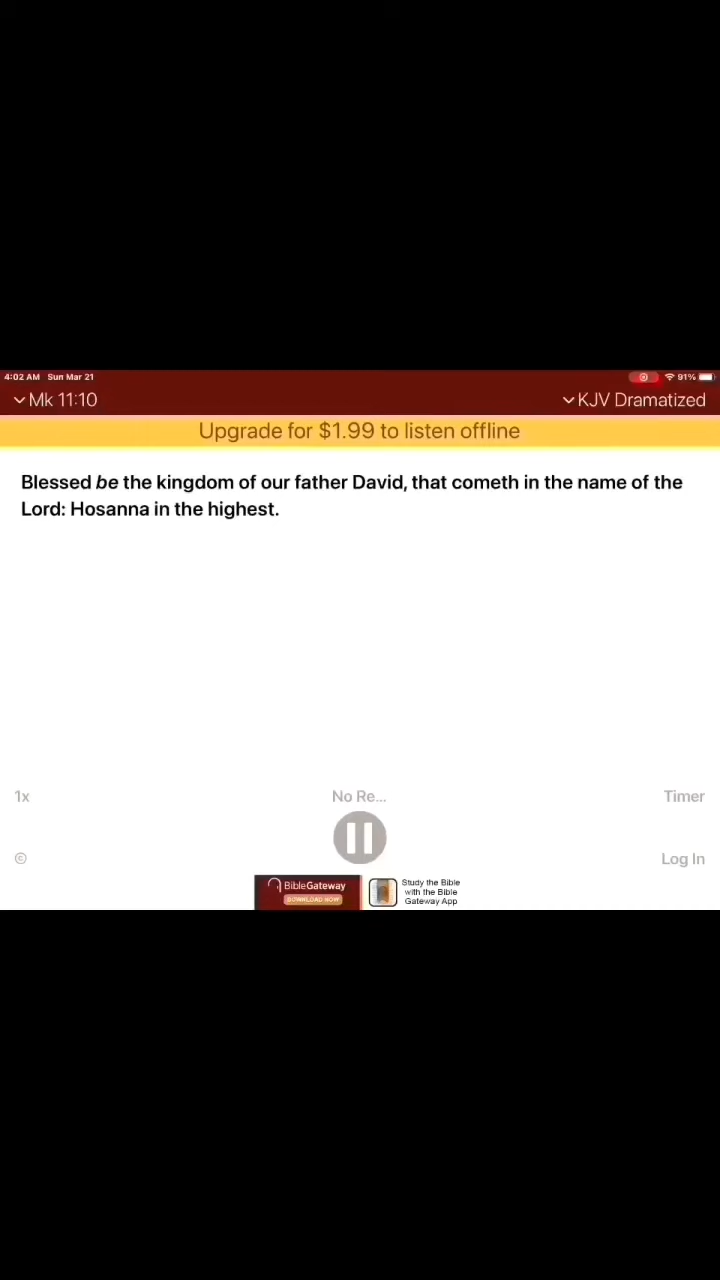 4:02 AM Sun Mar 21
91%
Mk 11:10
KJV Dramatized
Upgrade for $1.99 to listen offline
Blessed be the kingdom of our father David, that cometh in the name of the
Lord: Hosanna in the highest.
1x
No Re...
Timer
©
Log In
BibleGateway
DOWNLOAD NOW
Study the Bible
with the Bible
Gateway App